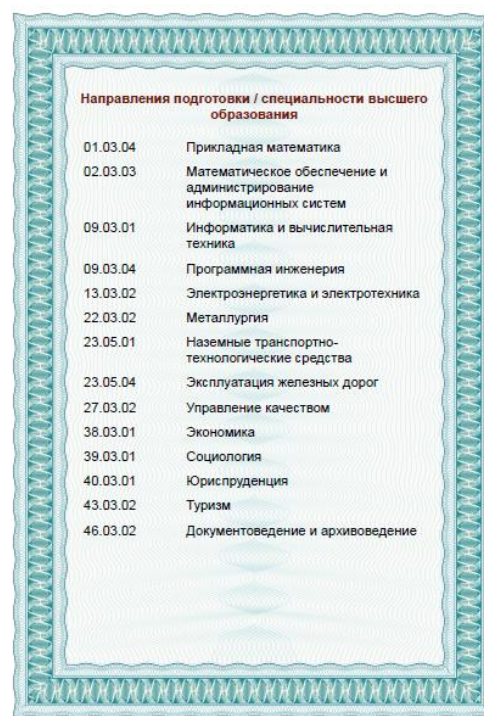 Направления подготовки / специальности высшего
образования
01.03.04 Прикладная математика
02.03.03 Математическое обеспечение и
администрирование
информационных систем
09.03.01 Информатика и вычислительная
техника
09.03.04 Программная инженерия
13.03.02 Электроэнергетика и электротехника
22.03.02 Металлургия
23.05.01 Наземные транспортно-
технологические средства
23.05.04 Эксплуатация железных дорог
27.03.02 Управление качеством
38.03.01 Экономика
39.03.01 Социология
40.03.01 Юриспруденция
43.03.02 Туризм
46.03.02 Документоведение и архивоведение